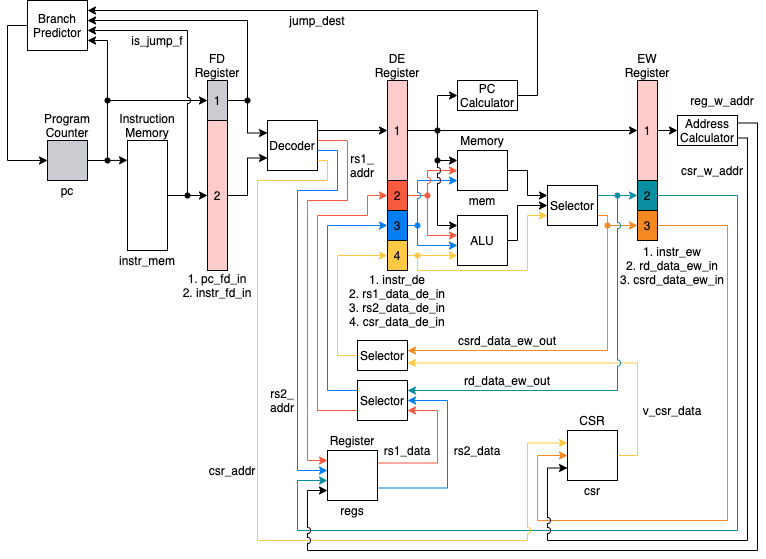 Branch
Predictor
jump_dest
is_jump_f
FD
Register
DE
Register
EW
Register
PC
Calculator
reg_w_addr
Program
Counter
Instruction
Memory
1
1
1
Decoder
rs1_
addr
Memory
Address
Calculator
csr_w_addr
pc
2
2
mem
Selector
2
3
ALU
3
4
instr_mem
1. pc_fd_in
2. instr_fd_in
1. instr_de
2. rs1_data_de_in
3. rs2_data_de_in
4. csr_data_de_in
1. instr_ew
2. rd_data_ew_in
3. csrd_data_ew_in
csrd_data_ew_out
Selector
rd_data_ew_out
rs2_
addr
Selector
v_csr_data
CSR
Register
rs1_data
rs2_data
csr_addr
csr
regs